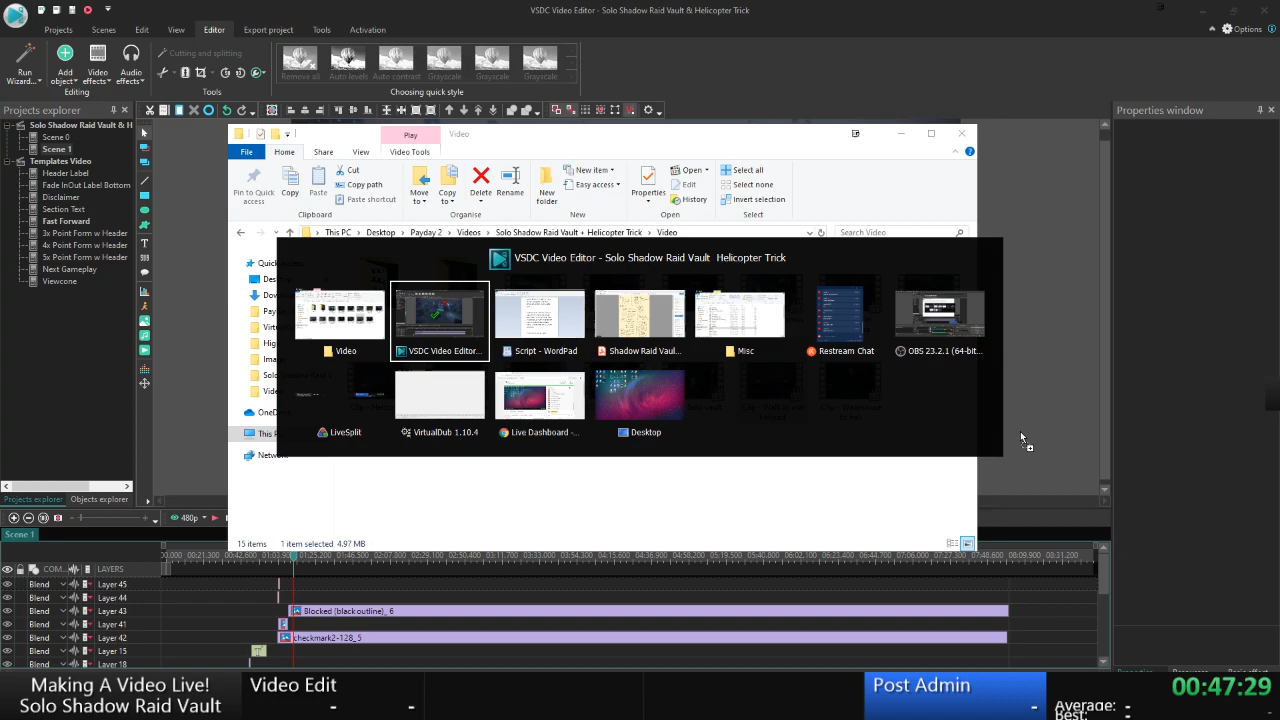 VSDC Video Editor - Solo Shadow Raid Vault & Helicopter Trick
Projects Scenes Edit View Editor Export project Tools Activation
Options
Run Wizard...
Add object
Video effects
Audio effects
Editing
Cutting and splitting
Tools
Remove all
Auto levels
Auto contrast
Grayscale
Grayscale
Grayscale
Choosing quick style
Projects explorer
Properties window
Solo Shadow Raid Vault & H
Scene 0
Scene 1
Templates Video
Header Label
Fade InOut Label Bottom
Disclaimer
Section Text
Fast Forward
3x Point Form w Header
4x Point Form w Header
5x Point Form w Header
Next Gameplay
Viewcone
Play
Video
File Home Share View Video Tools
Pin to Quick access
Copy
Paste
Cut
Copy path
Paste shortcut
Clipboard
Move to
Copy to
Delete
Rename
Organise
New folder
New item
Easy access
New
Properties
Open
Edit
History
Open
Select all
Select none
Invert selection
Select
This PC > Desktop > Payday 2 > Videos > Solo Shadow Raid Vault + Helicopter Trick > Video
Search Video
VSDC Video Editor - Solo Shadow Raid Vault Helicopter Trick
Video
VSDC Video Editor...
Script - WordPad
Shadow Raid Vaul...
Misc
Restream Chat
OBS 23.2.1 (64-bit...
LiveSplit
VirtualDub 1.10.4
Live Dashboard -...
Desktop
15 items 1 item selected 4.97 MB
Projects explorer Objects explorer
480p
Scene 1
COM... LAYERS
Blend Layer 45
Blend Layer 44
Blend Layer 43
Blocked (black outline)_6
Blend Layer 41
Blend Layer 42
checkmark2-128_5
Blend Layer 15
Blend Layer 18
Making A Video Live!
Solo Shadow Raid Vault
Video Edit
- -
Post Admin
-
00:47:29
Average: -
Best: -